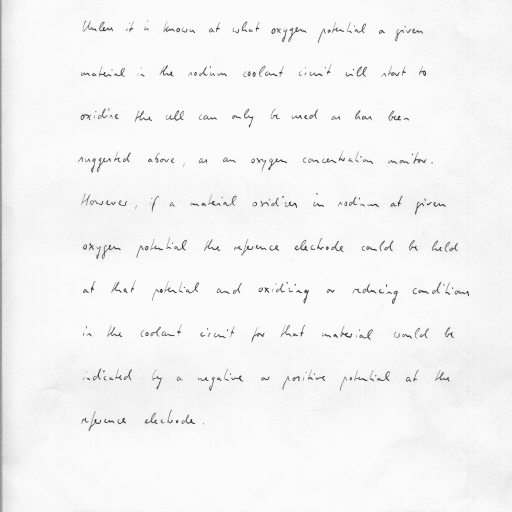 Unless it is known at what oxygen potential a given
material in the sodium coolant circuit will start to
oxidise the cell can only be used as has been
suggested above, as an oxygen concentration monitor.
However, if a material oxidizes in sodium at given
oxygen potential the reference electrode could be held
at that potential and oxidizing or reducing conditions
in the coolant circuit for that material would be
indicated by a negative or positive potential at the
reference electrode.